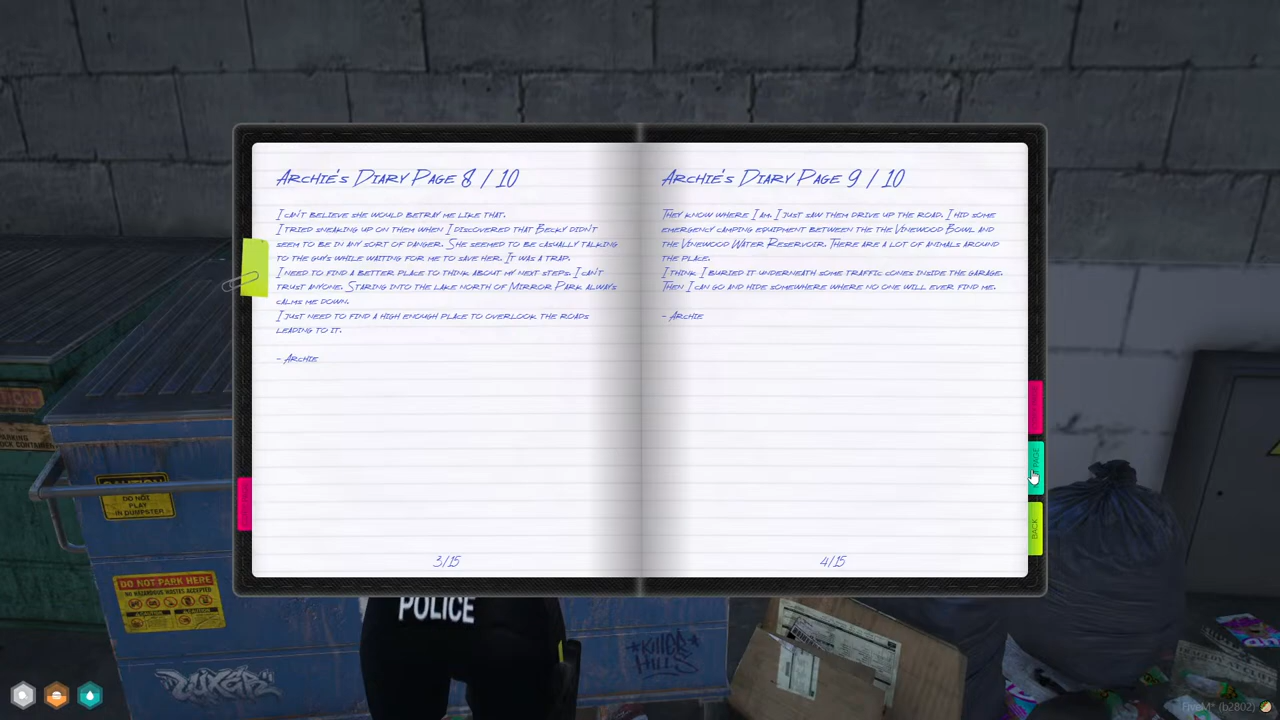 Archie's Diary Page 8 / 10
I can't believe she would betray me like that.
I tried sneaking up on them when I discovered that Becky didn't
seem to be in any sort of danger. She seemed to be casually talking
to the guys while waiting for me to save her. It was a trap.
I need to find a better place to think about my next steps. I can't
trust anyone. Staring into the lake north of Mirror Park always
calms me down.
I just need to find a high enough place to overlook the roads
leading to it.
- Archie
3/15
Archie's Diary Page 9 / 10
They know where I am. I just saw them drive up the road. I hid some
emergency camping equipment between the the Vinewood Bowl and
the Vinewood Water Reservoir. There are a lot of animals around
the place.
I think I buried it underneath some traffic cones inside the garage.
Then I can go and hide somewhere where no one will ever find me.
- Archie
4/15
PAGE
BACK
CAUTION
DO NOT
PLAY
IN DUMPSTER
DO NOT PARK HERE
POLICE
KILLER
HILLS
FiveM* (b2802)